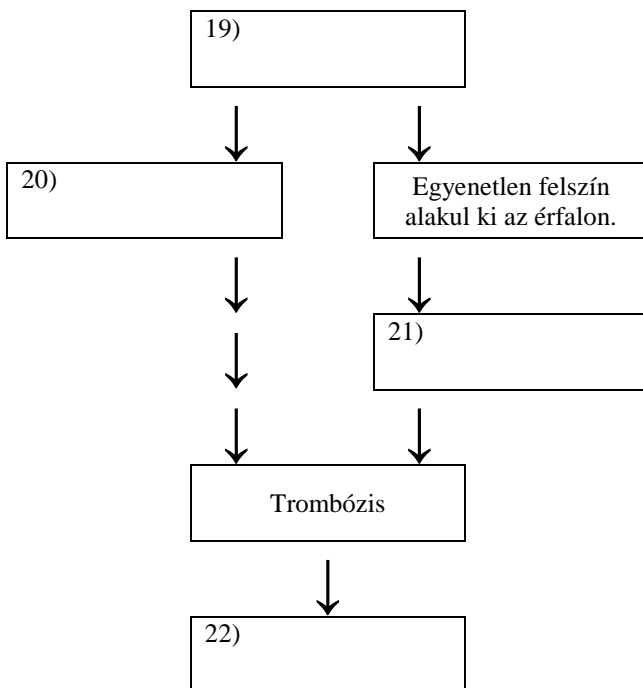 19)
20)
Egyenetlen felszín
alakul ki az érfalon.
21)
Trombózis
22)